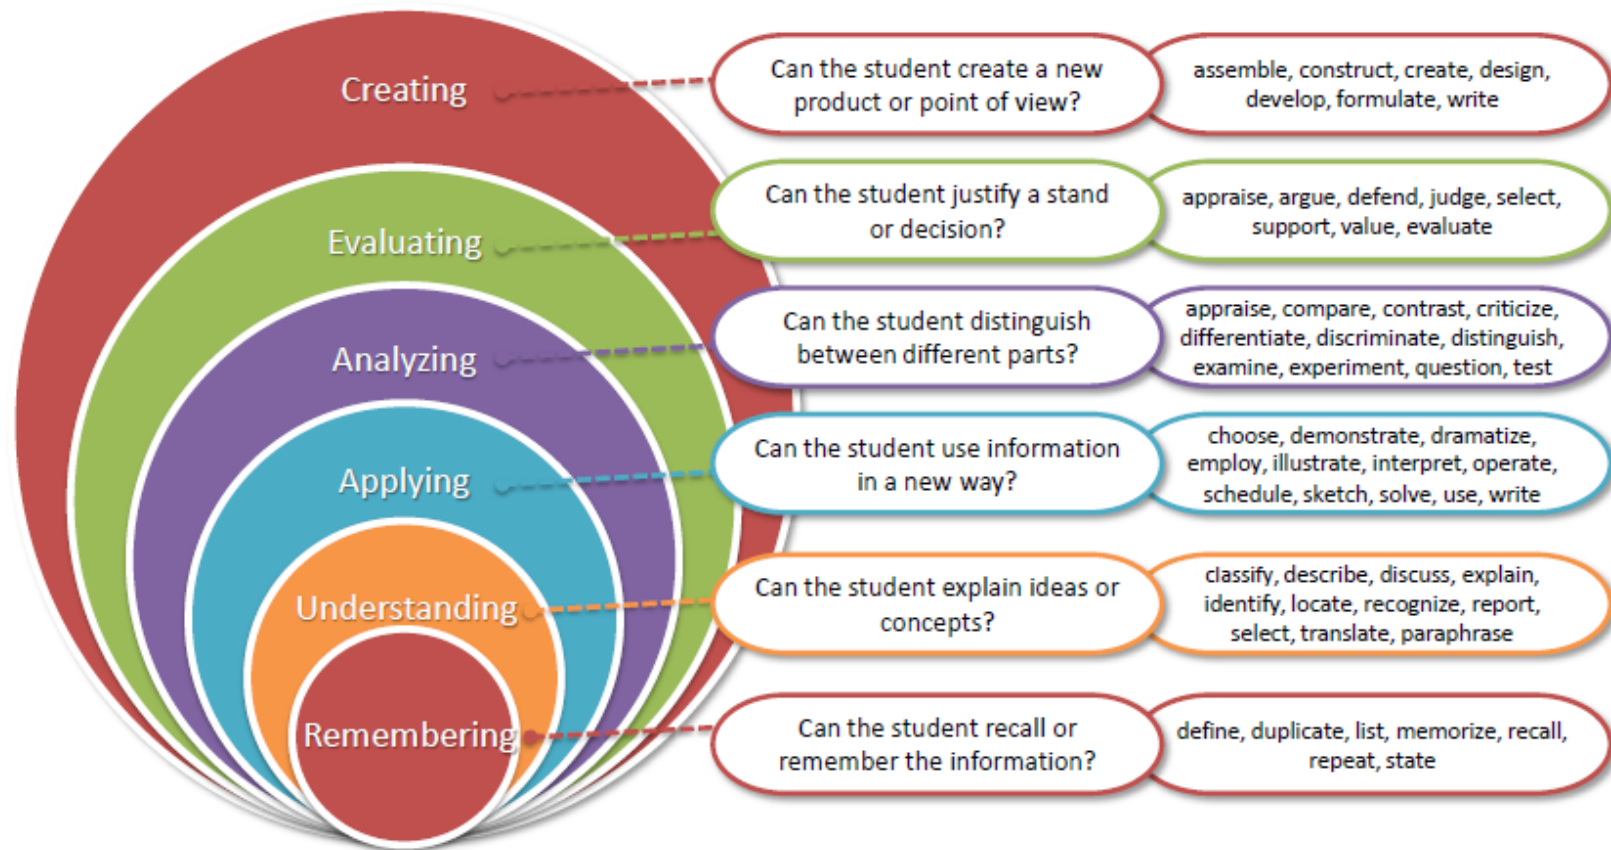 Creating
Can the student create a new
product or point of view?
assemble, construct, create, design,
develop, formulate, write
Evaluating
Can the student justify a stand
or decision?
appraise, argue, defend, judge, select,
support, value, evaluate
Analyzing
Can the student distinguish
between different parts?
appraise, compare, contrast, criticize,
differentiate, discriminate, distinguish,
examine, experiment, question, test
Applying
Can the student use information
in a new way?
choose, demonstrate, dramatize,
employ, illustrate, interpret, operate,
schedule, sketch, solve, use, write
Understanding
Can the student explain ideas or
concepts?
classify, describe, discuss, explain,
identify, locate, recognize, report,
select, translate, paraphrase
Remembering
Can the student recall or
remember the information?
define, duplicate, list, memorize, recall,
repeat, state